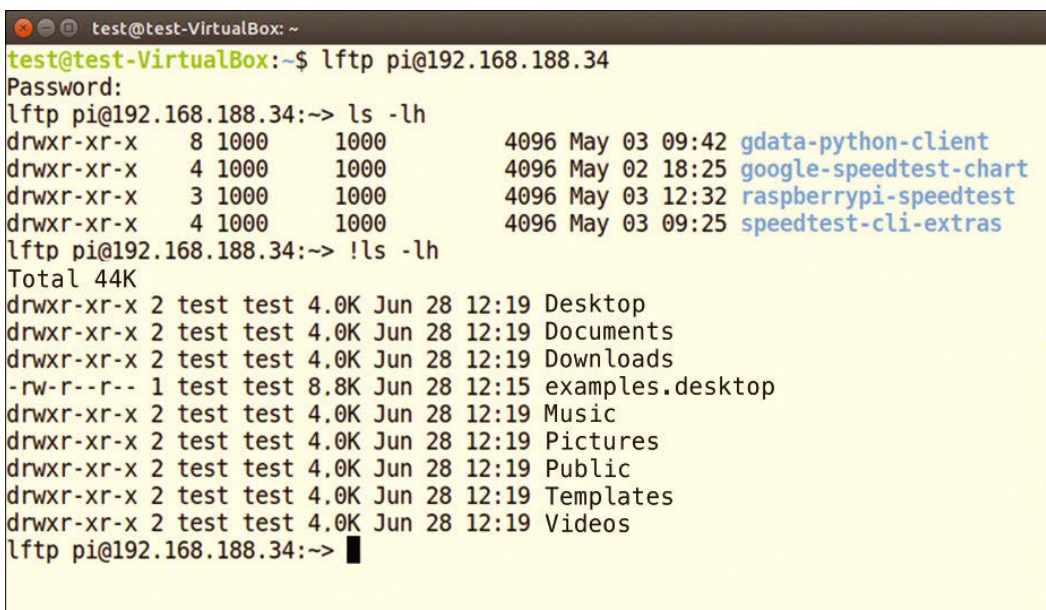 test@test-VirtualBox: ~
test@test-VirtualBox:~$ lftp pi@192.168.188.34
Password:
lftp pi@192.168.188.34:~> ls -lh
drwxr-xr-x    8 1000     1000         4096 May 03 09:42 gdata-python-client
drwxr-xr-x    4 1000     1000         4096 May 02 18:25 google-speedtest-chart
drwxr-xr-x    3 1000     1000         4096 May 03 12:32 raspberrypi-speedtest
drwxr-xr-x    4 1000     1000         4096 May 03 09:25 speedtest-cli-extras
lftp pi@192.168.188.34:~> !ls -lh
Total 44K
drwxr-xr-x 2 test test 4.0K Jun 28 12:19 Desktop
drwxr-xr-x 2 test test 4.0K Jun 28 12:19 Documents
drwxr-xr-x 2 test test 4.0K Jun 28 12:19 Downloads
-rw-r--r-- 1 test test 8.8K Jun 28 12:15 examples.desktop
drwxr-xr-x 2 test test 4.0K Jun 28 12:19 Music
drwxr-xr-x 2 test test 4.0K Jun 28 12:19 Pictures
drwxr-xr-x 2 test test 4.0K Jun 28 12:19 Public
drwxr-xr-x 2 test test 4.0K Jun 28 12:19 Templates
drwxr-xr-x 2 test test 4.0K Jun 28 12:19 Videos
lftp pi@192.168.188.34:~>